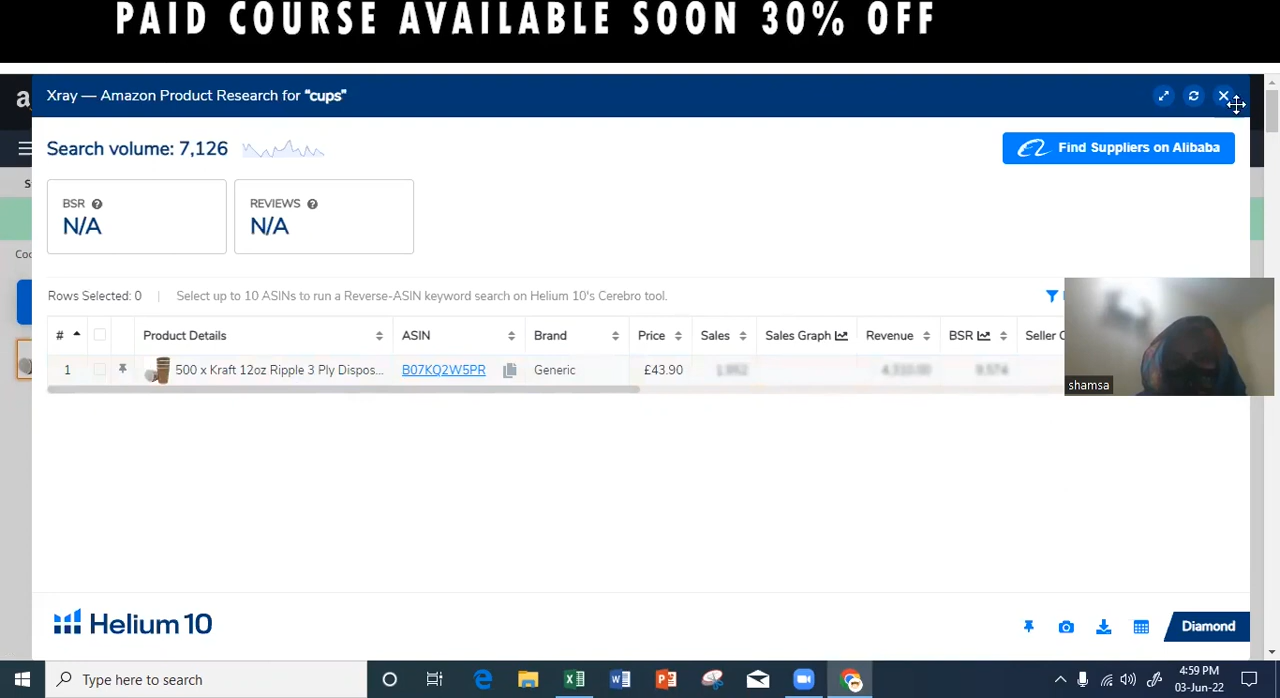 PAID COURSE AVAILABLE SOON 30% OFF
a
Xray — Amazon Product Research for "cups"
Search volume: 7,126
Find Suppliers on Alibaba
BSR
N/A
REVIEWS
N/A
Rows Selected: 0 | Select up to 10 ASINs to run a Reverse-ASIN keyword search on Helium 10's Cerebro tool.
# Product Details ASIN Brand Price Sales Sales Graph Revenue BSR Seller
1 500 x Kraft 12oz Ripple 3 Ply Dispos... B07KQ2W5PR Generic £43.90
shamsa
Helium 10
Diamond
Type here to search
4:59 PM
03-Jun-22